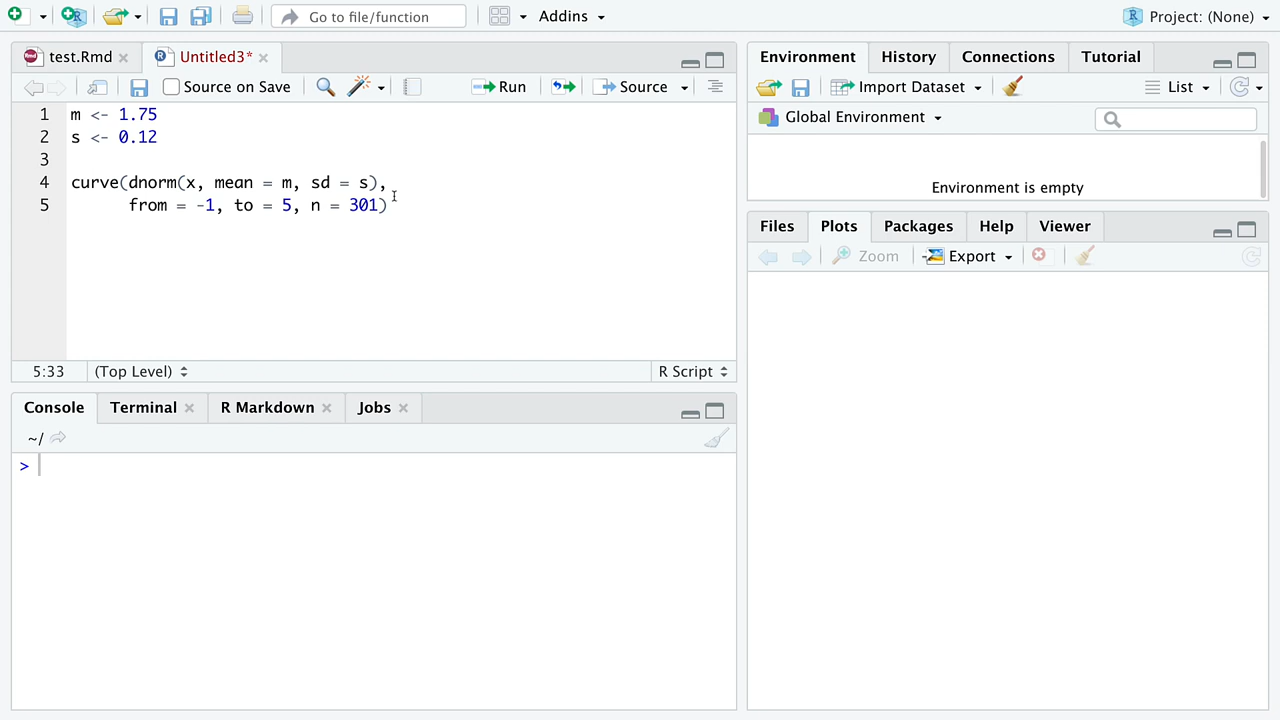 Go to file/function
Addins
Project: (None)
test.Rmd
Untitled3*
Source on Save
Run
Source
1 m <- 1.75
2 s <- 0.12
3
4 curve(dnorm(x, mean = m, sd = s),
5 from = -1, to = 5, n = 301)
5:33
(Top Level)
R Script
Console
Terminal
R Markdown
Jobs
~/
>
Environment
History
Connections
Tutorial
Import Dataset
List
Global Environment
Environment is empty
Files
Plots
Packages
Help
Viewer
Zoom
Export